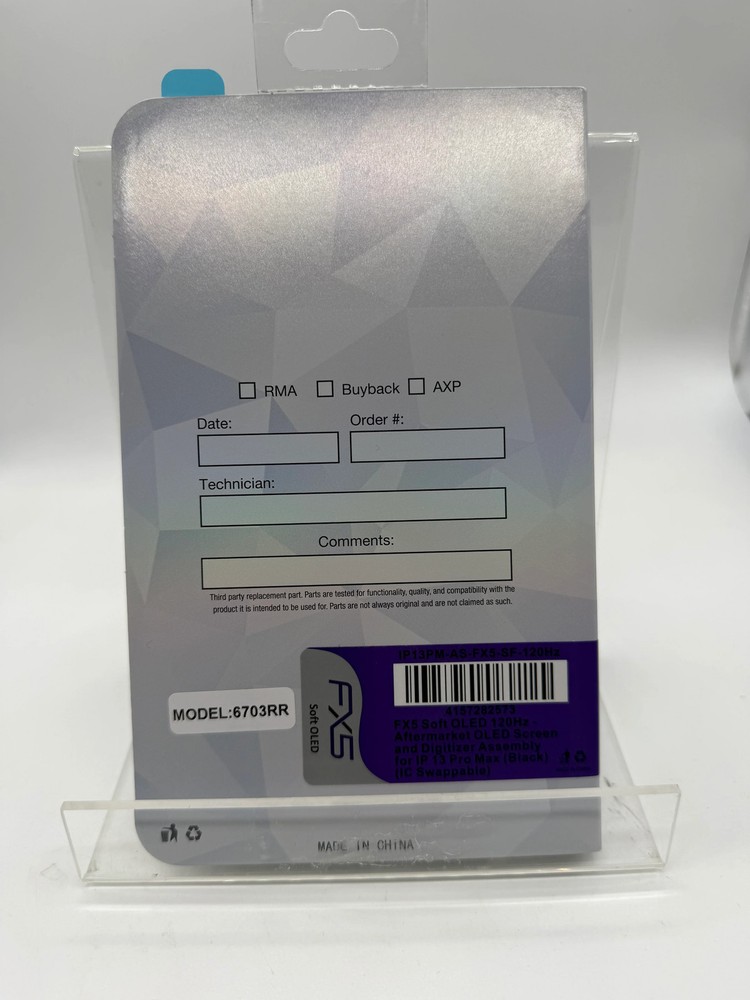 RMA Buyback AXP
Date: Order #:
Technician:
Comments:
Third party replacement part. Parts are tested for functionality, quality, and compatibility with the
product it is intended to be used for. Parts are not always original and are not claimed as such.
IP13PM-AS-FX5-SF-120Hz
4167282573
FX5 Soft OLED 120Hz -
Aftermarket OLED Screen
and Digitizer Assembly
for IP 13 Pro Max (Black)
(IC Swappable)
FX5
Soft OLED
MODEL:6703RR
MADE IN CHINA